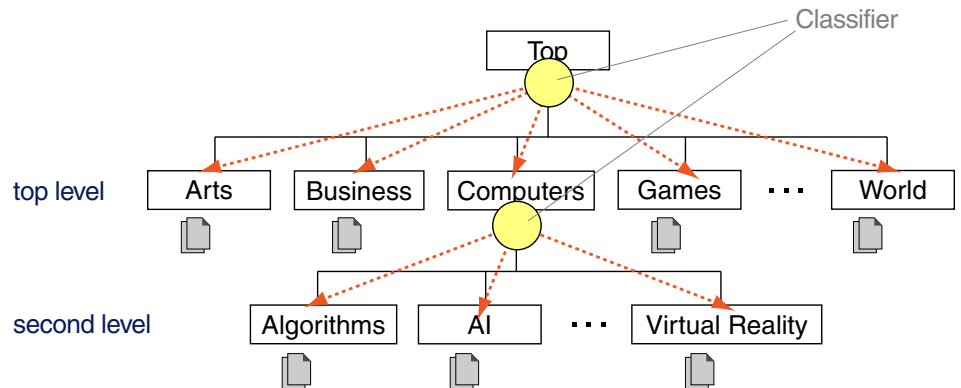 Classifier
Top
top level
Arts
Business
Computers
Games
...
World
second level
Algorithms
AI
...
Virtual Reality